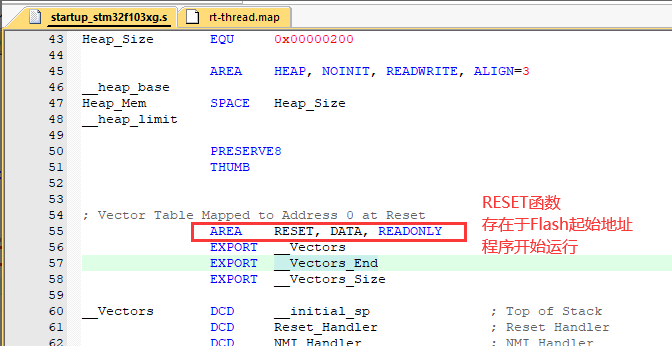 startup_stm32f103xg.s rt-thread.map
43 Heap_Size EQU 0x00000200
44
45 AREA HEAP, NOINIT, READWRITE, ALIGN=3
46 __heap_base
47 Heap_Mem SPACE Heap_Size
48 __heap_limit
49
50 PRESERVE8
51 THUMB
52
53
54 ; Vector Table Mapped to Address 0 at Reset
55 AREA RESET, DATA, READONLY
56 EXPORT __Vectors
57 EXPORT __Vectors_End
58 EXPORT __Vectors_Size
59
60 __Vectors DCD __initial_sp ; Top of Stack
61 DCD Reset_Handler ; Reset Handler
62 DCD NMI_Handler ; NMI Handler
RESET函数
存在于Flash起始地址
程序开始运行